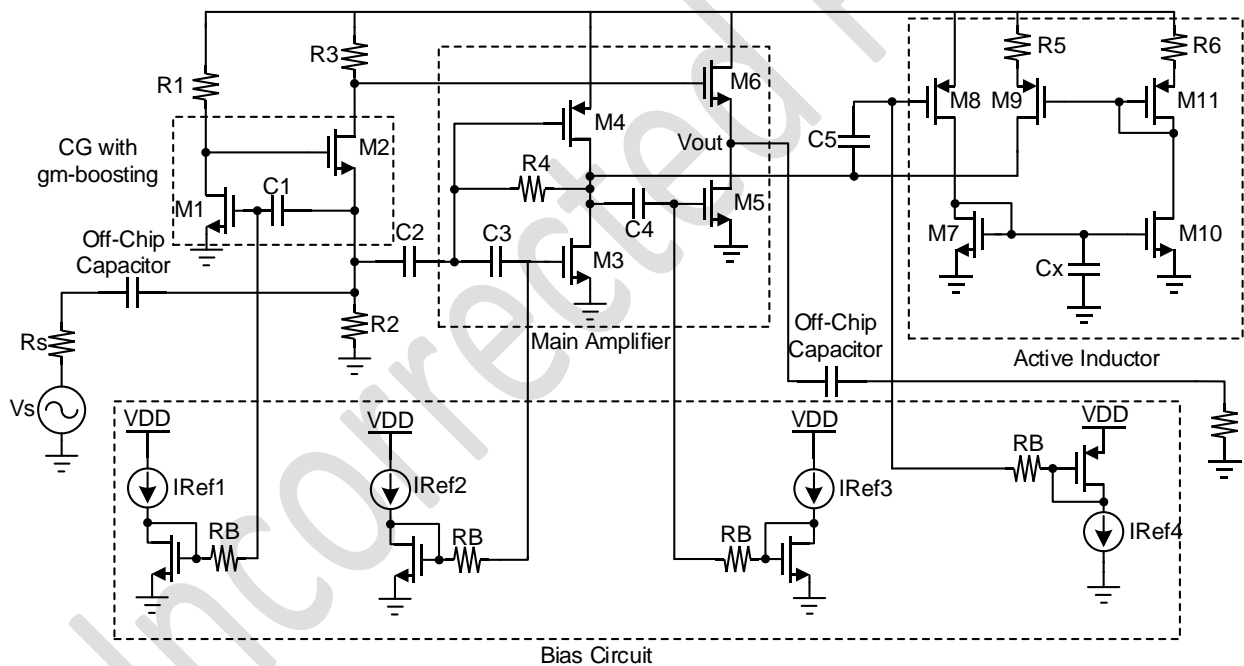 R1
R3
R5
R6
M6
M8
M9
M11
M4
CG with
gm-boosting
M2
C5
Vout
R4
M1
C1
M5
C4
M7
M10
Off-Chip
Capacitor
C2
C3
M3
Cx
Rs
R2
Main Amplifier
Off-Chip
Capacitor
Active Inductor
Vs
VDD
VDD
VDD
VDD
RB
IRef1
IRef2
IRef3
RB
RB
RB
IRef4
Bias Circuit
Incorrected